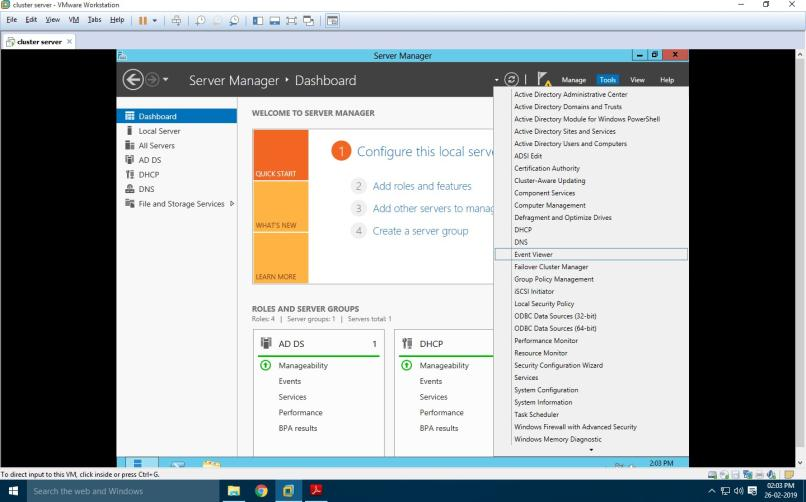 cluster server - VMware Workstation
File Edit View VM Tabs Help
cluster server ×
Server Manager
Server Manager • Dashboard
Manage Tools View Help
Dashboard
Local Server
All Servers
AD DS
DHCP
DNS
File and Storage Services
WELCOME TO SERVER MANAGER
QUICK START
WHAT'S NEW
LEARN MORE
1 Configure this local serve
2 Add roles and features
3 Add other servers to manag
4 Create a server group
ROLES AND SERVER GROUPS
Roles: 4 | Server groups: 1 | Servers total: 1
AD DS 1
Manageability
Events
Services
Performance
BPA results
DHCP
Manageability
Events
Services
Performance
BPA results
Active Directory Administrative Center
Active Directory Domains and Trusts
Active Directory Module for Windows PowerShell
Active Directory Sites and Services
Active Directory Users and Computers
ADSI Edit
Certification Authority
Cluster-Aware Updating
Component Services
Computer Management
Defragment and Optimize Drives
DHCP
DNS
Event Viewer
Failover Cluster Manager
Group Policy Management
iSCSI Initiator
Local Security Policy
ODBC Data Sources (32-bit)
ODBC Data Sources (64-bit)
Performance Monitor
Resource Monitor
Security Configuration Wizard
Services
System Configuration
System Information
Task Scheduler
Windows Firewall with Advanced Security
Windows Memory Diagnostic
2:03 PM
To direct input to this VM, click inside or press Ctrl+G.
Search the web and Windows
02:03 PM
26-02-2019